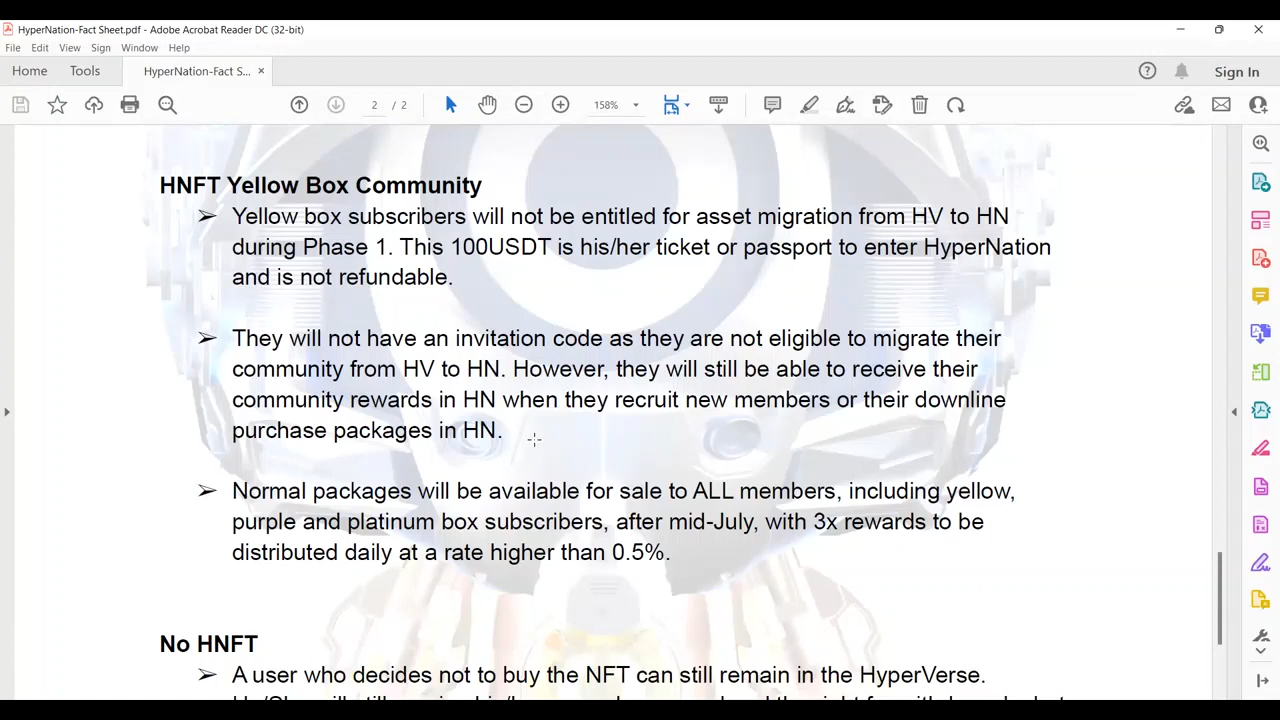 HyperNation-Fact Sheet.pdf - Adobe Acrobat Reader DC (32-bit)
File Edit View Sign Window Help
Home Tools HyperNation-Fact S... × Sign In
2 / 2 158%
HNFT Yellow Box Community
➢ Yellow box subscribers will not be entitled for asset migration from HV to HN
during Phase 1. This 100USDT is his/her ticket or passport to enter HyperNation
and is not refundable.
➢ They will not have an invitation code as they are not eligible to migrate their
community from HV to HN. However, they will still be able to receive their
community rewards in HN when they recruit new members or their downline
purchase packages in HN.
➢ Normal packages will be available for sale to ALL members, including yellow,
purple and platinum box subscribers, after mid-July, with 3x rewards to be
distributed daily at a rate higher than 0.5%.
No HNFT
➢ A user who decides not to buy the NFT can still remain in the HyperVerse.